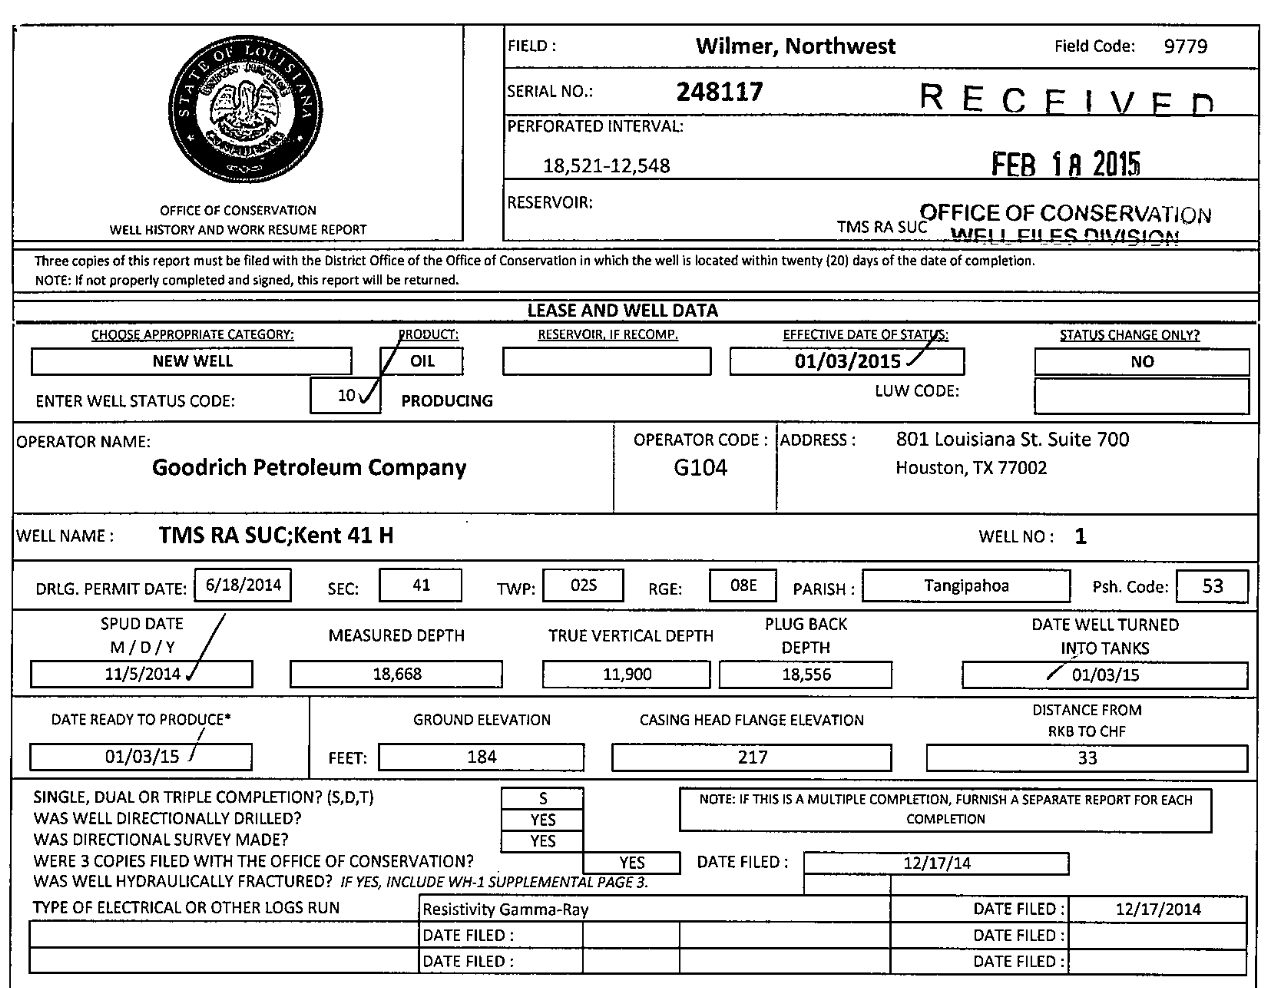 STATE OF LOUISIANA
OFFICE OF CONSERVATION
WELL HISTORY AND WORK RESUME REPORT
FIELD : Wilmer, Northwest Field Code: 9779
SERIAL NO.: 248117
RECEIVED
PERFORATED INTERVAL:
18,521-12,548
FEB 18 2015
RESERVOIR:
TMS RA SUC
OFFICE OF CONSERVATION
WELL FILES DIVISION
Three copies of this report must be filed with the District Office of the Office of Conservation in which the well is located within twenty (20) days of the date of completion.
NOTE: If not properly completed and signed, this report will be returned.
LEASE AND WELL DATA
CHOOSE APPROPRIATE CATEGORY: PRODUCT: RESERVOIR, IF RECOMP. EFFECTIVE DATE OF STATUS: STATUS CHANGE ONLY?
NEW WELL OIL 01/03/2015 NO
ENTER WELL STATUS CODE: 10 PRODUCING LUW CODE:
OPERATOR NAME: OPERATOR CODE : ADDRESS : 801 Louisiana St. Suite 700
Goodrich Petroleum Company G104 Houston, TX 77002
WELL NAME : TMS RA SUC;Kent 41 H WELL NO : 1
DRLG. PERMIT DATE: 6/18/2014 SEC: 41 TWP: 02S RGE: 08E PARISH : Tangipahoa Psh. Code: 53
SPUD DATE MEASURED DEPTH TRUE VERTICAL DEPTH PLUG BACK DATE WELL TURNED
M / D / Y DEPTH INTO TANKS
11/5/2014 18,668 11,900 18,556 01/03/15
DATE READY TO PRODUCE* GROUND ELEVATION CASING HEAD FLANGE ELEVATION DISTANCE FROM
RKB TO CHF
01/03/15 FEET: 184 217 33
SINGLE, DUAL OR TRIPLE COMPLETION? (S,D,T) S NOTE: IF THIS IS A MULTIPLE COMPLETION, FURNISH A SEPARATE REPORT FOR EACH
WAS WELL DIRECTIONALLY DRILLED? YES COMPLETION
WAS DIRECTIONAL SURVEY MADE? YES
WERE 3 COPIES FILED WITH THE OFFICE OF CONSERVATION? YES DATE FILED : 12/17/14
WAS WELL HYDRAULICALLY FRACTURED? IF YES, INCLUDE WH-1 SUPPLEMENTAL PAGE 3.
TYPE OF ELECTRICAL OR OTHER LOGS RUN Resistivity Gamma-Ray DATE FILED : 12/17/2014
DATE FILED : DATE FILED :
DATE FILED : DATE FILED :